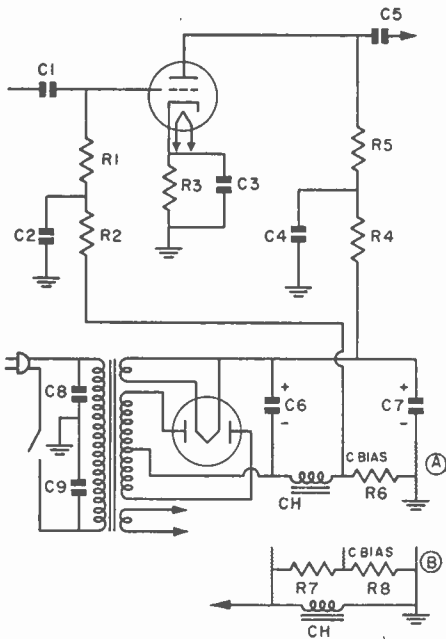 C5
C1
R1
R5
R3
C3
C2
R2
C4
R4
C8
+
+
C6
C7
-
-
C9
A
C BIAS
R6
CH
C BIAS
B
R7
R8
CH